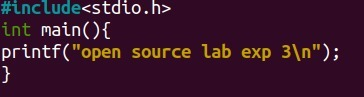 #include<stdio.h>
int main(){
printf("open source lab exp 3\n");
}